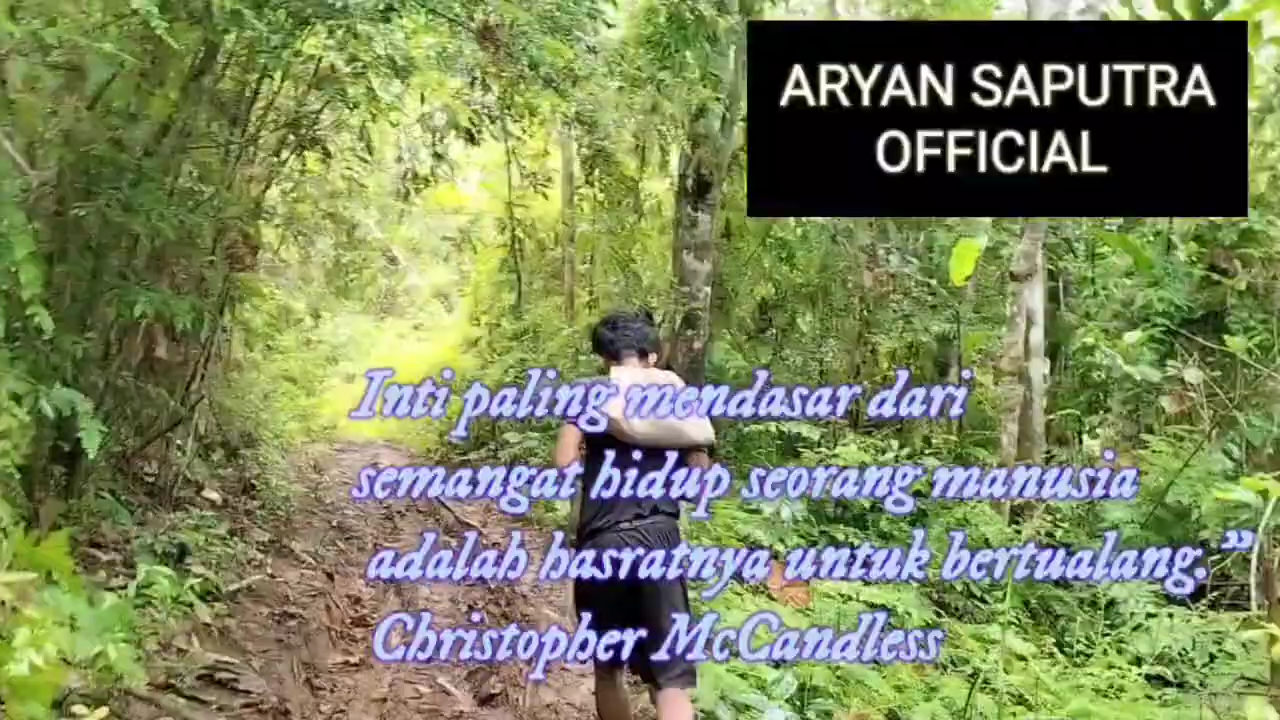 ARYAN SAPUTRA
OFFICIAL
Inti paling mendasar dari
semangat hidup seorang manusia
adalah hasratnya untuk bertualang.”
Christopher McCandless